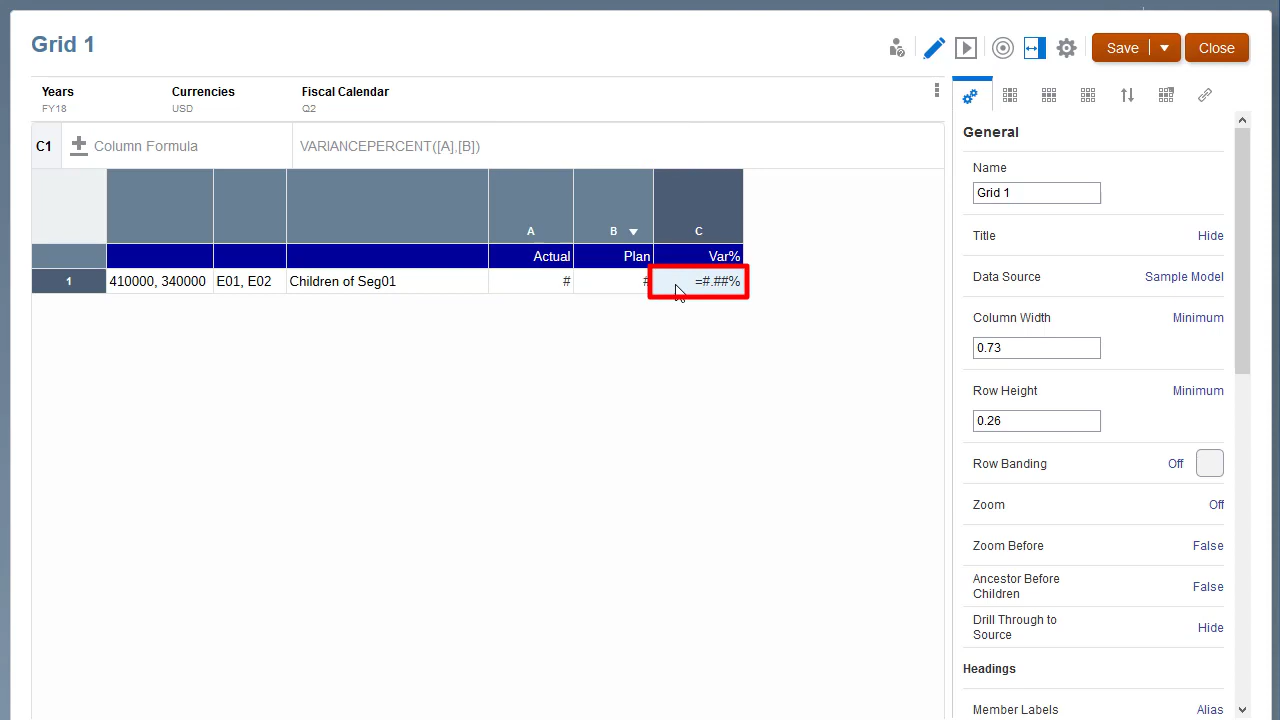 Grid 1
Save
Close
Years
Currencies
Fiscal Calendar
FY18
USD
Q2
C1
Column Formula
VARIANCEPERCENT([A].[B])
A
B
C
Actual
Plan
Var%
1
410000, 340000
E01, E02
Children of Seg01
#
#
=#.##%
General
Name
Grid 1
Title
Hide
Data Source
Sample Model
Column Width
Minimum
0.73
Row Height
Minimum
0.26
Row Banding
Off
Zoom
Off
Zoom Before
False
Ancestor Before
Children
False
Drill Through to
Source
Hide
Headings
Member Labels
Alias